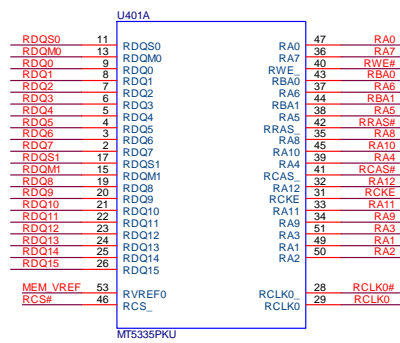 U401A
RDQS0 11 RDQS0 RA0 47 RA0
RDQM0 13 RDQM0 RA7 36 RA7
RDQ0 9 RDQ0 RWE_ 40 RWE#
RDQ1 8 RDQ1 RBA0 43 RBA0
RDQ2 7 RDQ2 RA6 37 RA6
RDQ3 6 RDQ3 RBA1 44 RBA1
RDQ4 5 RDQ4 RA5 38 RA5
RDQ5 4 RDQ5 RRAS_ 42 RRAS#
RDQ6 3 RDQ6 RA8 35 RA8
RDQ7 2 RDQ7 RA10 45 RA10
RDQS1 17 RDQS1 RA4 39 RA4
RDQM1 15 RDQM1 RCAS_ 41 RCAS#
RDQ8 19 RDQ8 RA12 32 RA12
RDQ9 20 RDQ9 RCKE 31 RCKE
RDQ10 21 RDQ10 RA11 33 RA11
RDQ11 22 RDQ11 RA9 34 RA9
RDQ12 23 RDQ12 RA3 51 RA3
RDQ13 24 RDQ13 RA1 49 RA1
RDQ14 25 RDQ14 RA2 50 RA2
RDQ15 26 RDQ15
MEM_VREF 53 RVREF0 RCLK0_ 28 RCLK0#
RCS# 46 RCS_ RCLK0 29 RCLK0
MT5335PKU